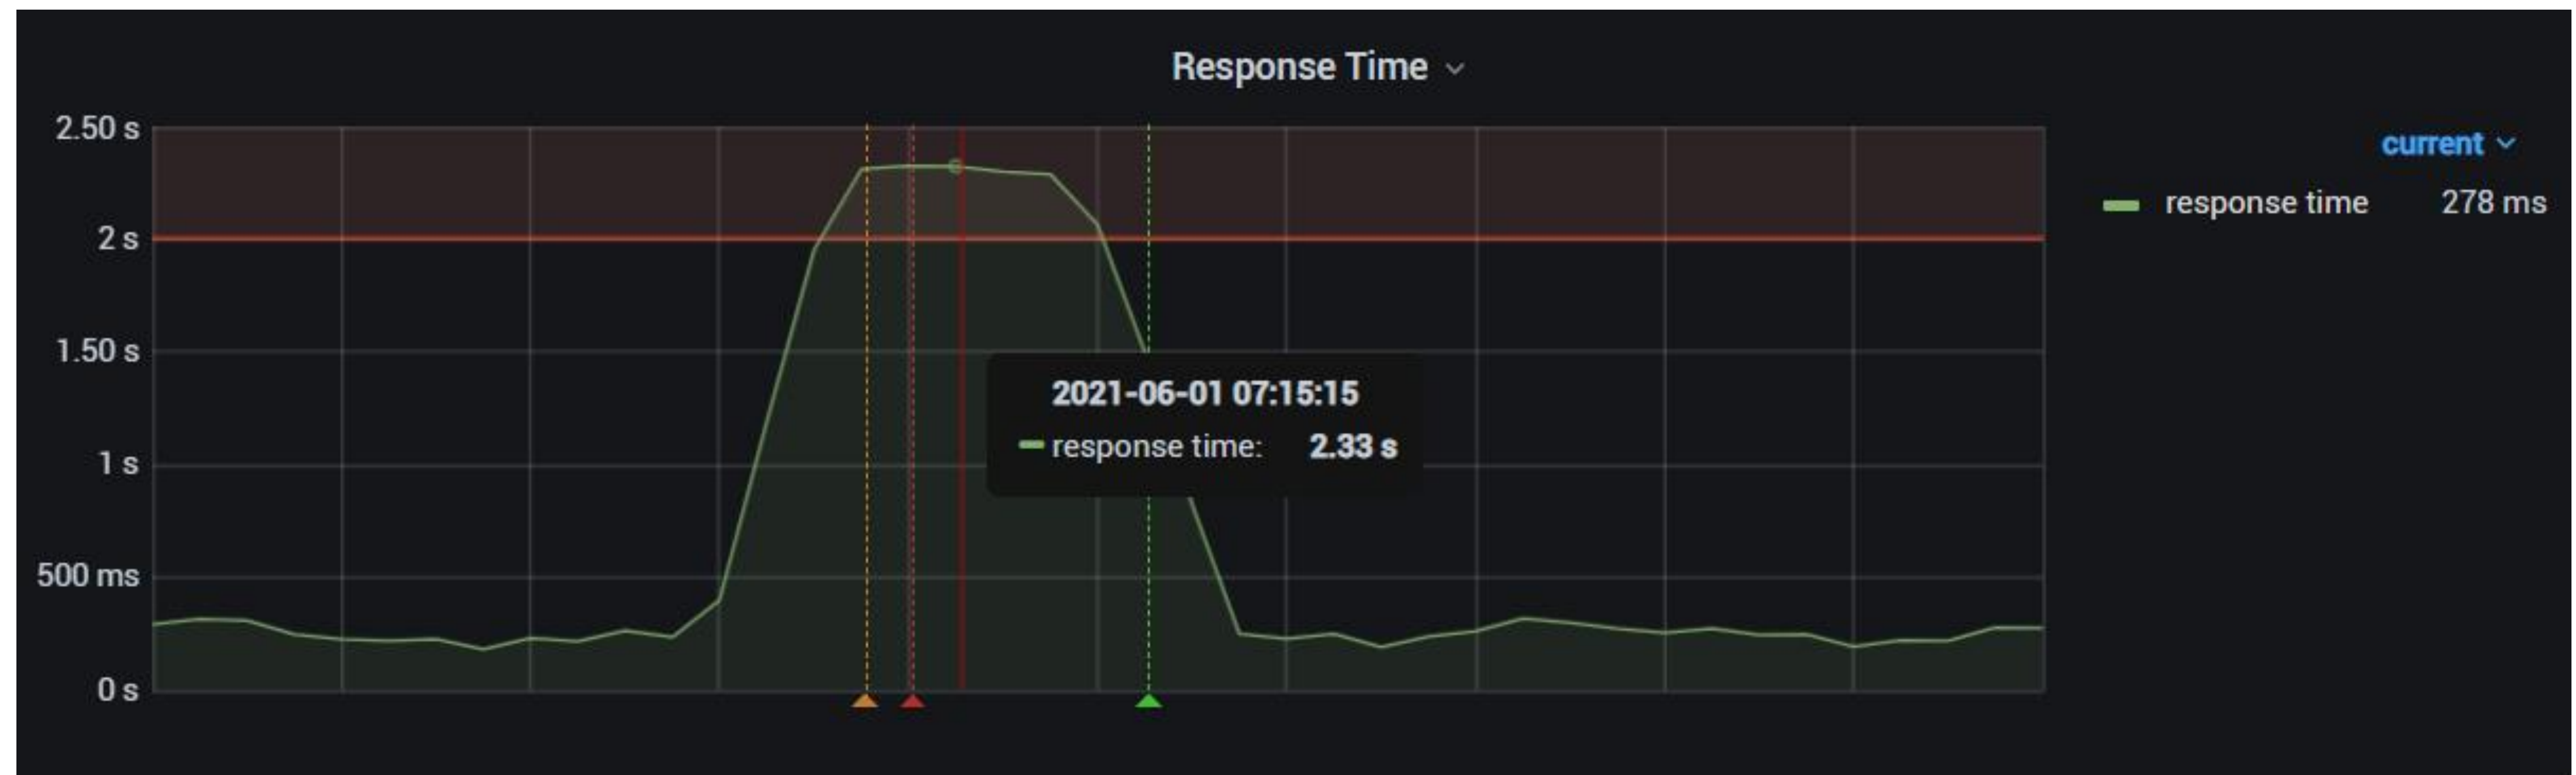 Response Time
2.50 s
2 s
1.50 s
1 s
500 ms
0 s
current
response time 278 ms
2021-06-01 07:15:15
response time: 2.33 s